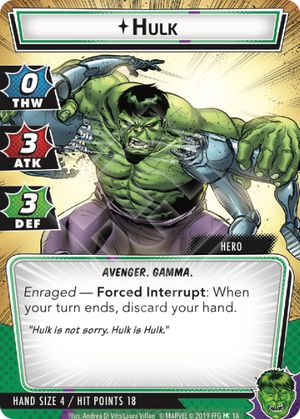 Hulk
0
THW
3
ATK
3
DEF
HERO
AVENGER. GAMMA.
Enraged — Forced Interrupt: When
your turn ends, discard your hand.
"Hulk is not sorry. Hulk is Hulk."
HAND SIZE 4 / HIT POINTS 18
Illus. Andrea Di Vito/Laura Villari © MARVEL © 2019 FFG HK 1A